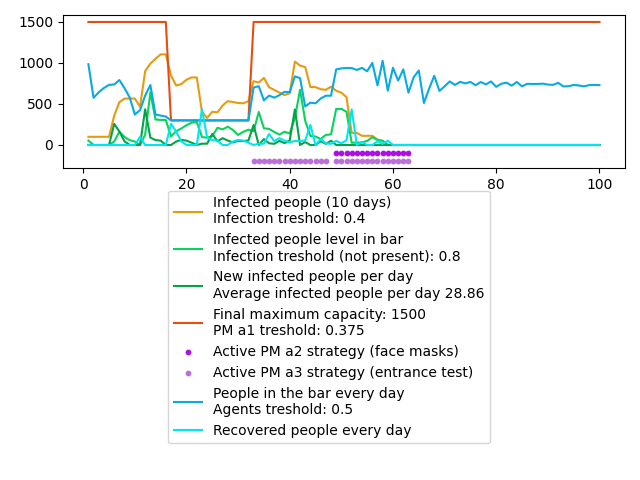 1500
1000
500
0
0 20 40 60 80 100
Infected people (10 days)
Infection treshold: 0.4
Infected people level in bar
Infection treshold (not present): 0.8
New infected people per day
Average infected people per day 28.86
Final maximum capacity: 1500
PM a1 treshold: 0.375
Active PM a2 strategy (face masks)
Active PM a3 strategy (entrance test)
People in the bar every day
Agents treshold: 0.5
Recovered people every day